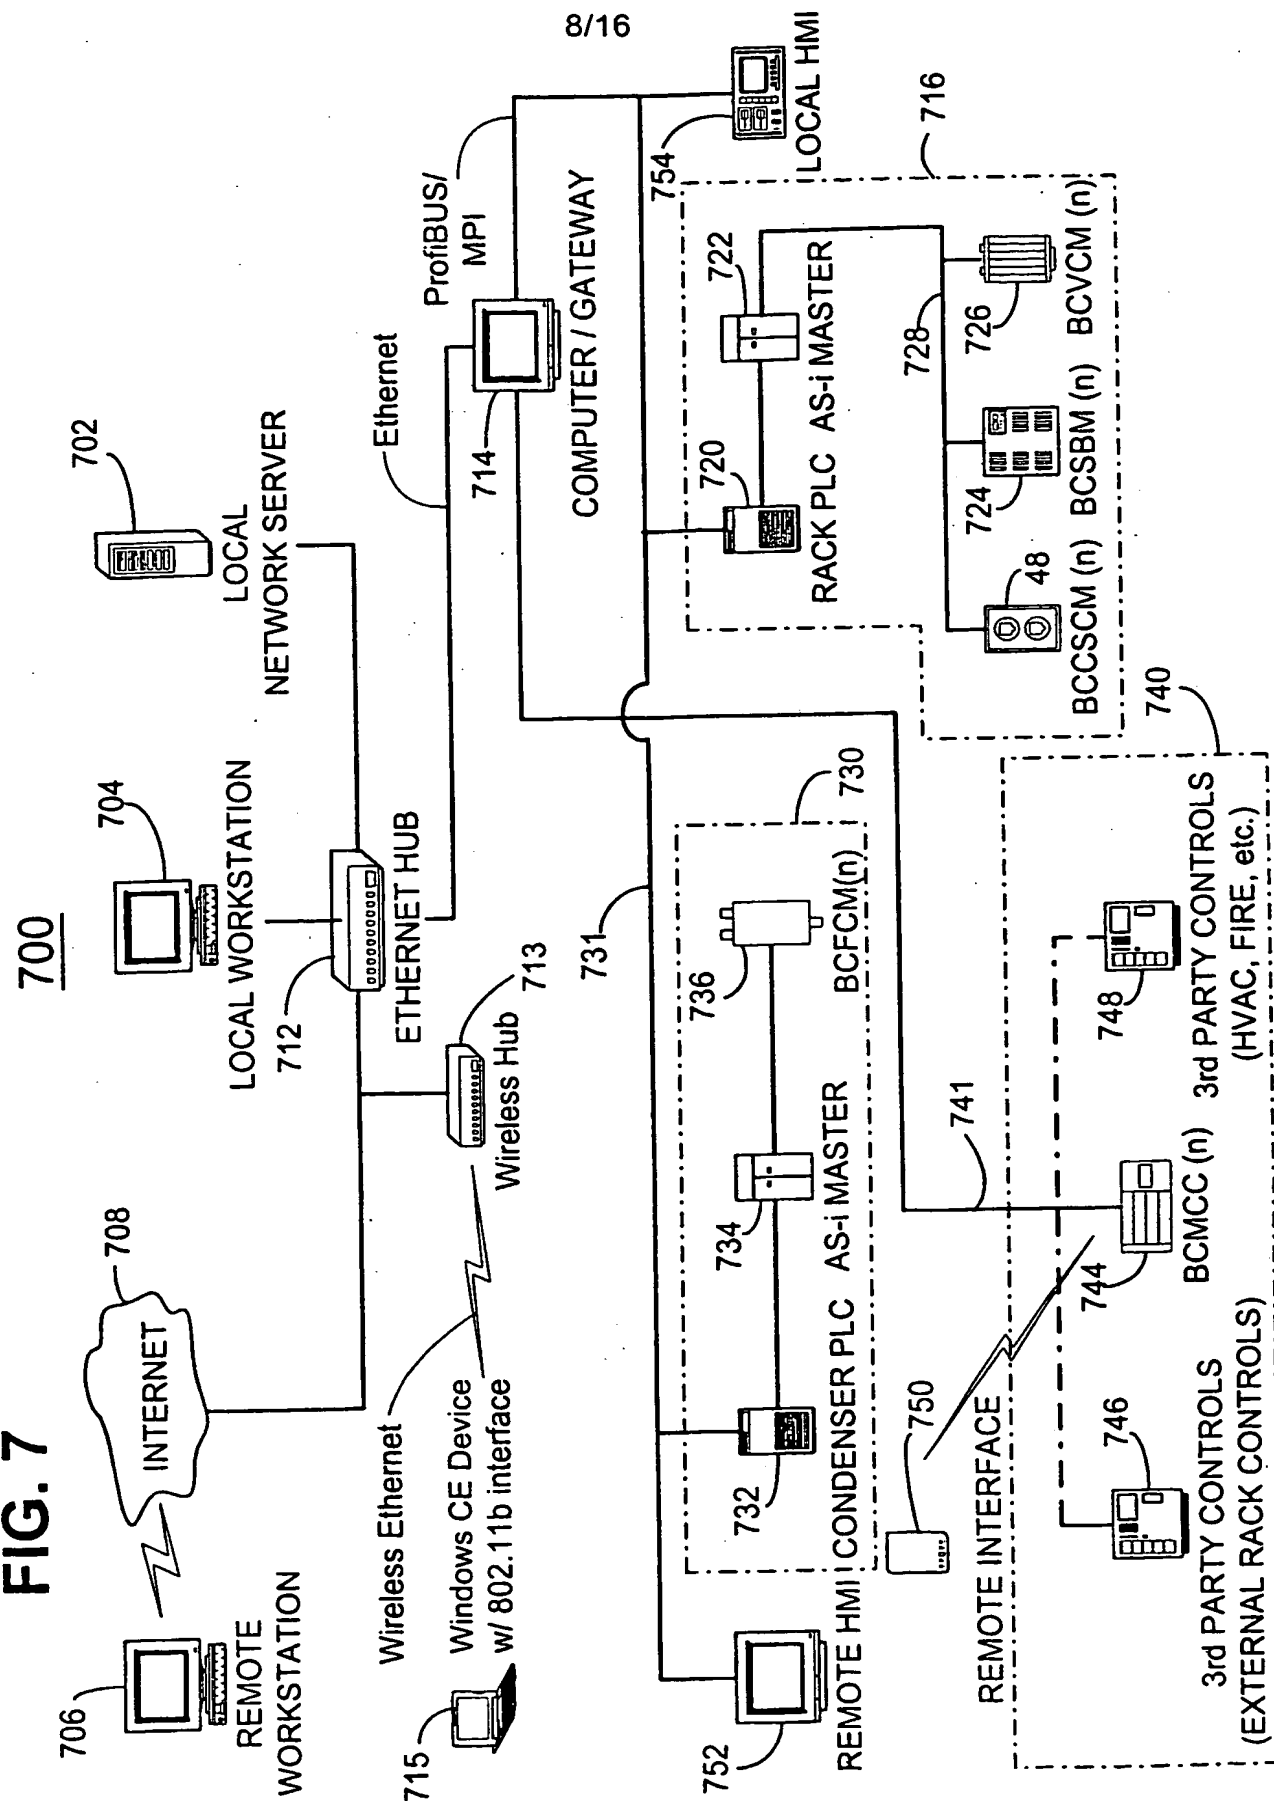 8/16
FIG. 7
700
706
REMOTE
WORKSTATION
INTERNET
708
704
LOCAL WORKSTATION
702
LOCAL
NETWORK SERVER
712
ETHERNET HUB
713
Wireless Hub
Wireless Ethernet
715
Windows CE Device
w/ 802.11b interface
Ethernet
ProfiBUS/
MPI
714
COMPUTER / GATEWAY
754
LOCAL HMI
731
752
REMOTE HMI
730
732
CONDENSER PLC
734
AS-i MASTER
736
BCFCM(n)
716
720
RACK PLC
722
AS-i MASTER
728
48
BCCSCM (n)
724
BCSBM (n)
726
BCVCM (n)
750
REMOTE INTERFACE
741
740
746
3rd PARTY CONTROLS
(EXTERNAL RACK CONTROLS)
744
BCMCC (n)
748
3rd PARTY CONTROLS
(HVAC, FIRE, etc.)